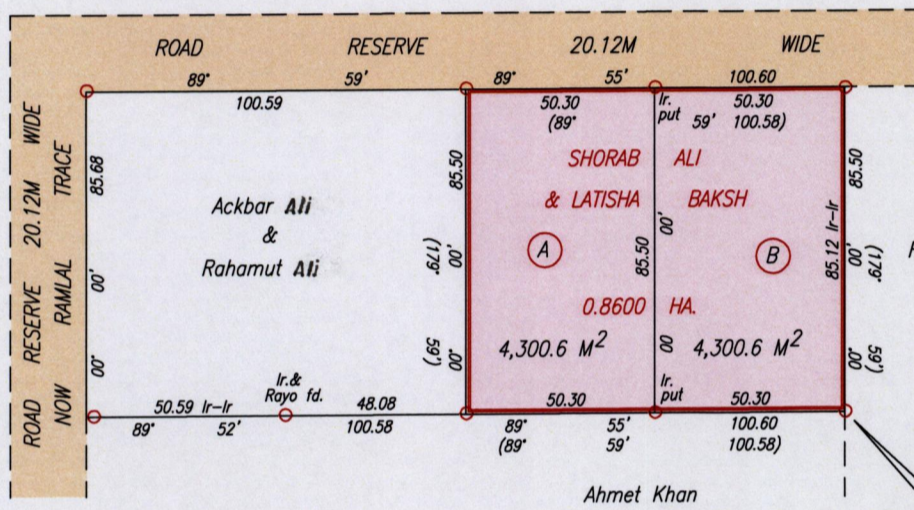 ROAD RESERVE 20.12M WIDE
89° 59' 89° 55' 100.60
100.59 50.30 50.30
(89° 59' 100.58)
Ir. put
ROAD RESERVE 20.12M WIDE
NOW RAMLAL TRACE
85.68
00'
00°
Ackbar Ali
&
Rahamut Ali
85.50
(179°
00'
59')
00°
SHORAB ALI
& LATISHA BAKSH
A
B
85.50
00'
00
0.8600 HA.
4,300.6 M2
4,300.6 M2
85.50
85.12 Ir-Ir
(179°
00'
59')
00°
Ir.&
Rayo fd.
50.59 Ir-Ir 48.08
89° 52' 100.58
Ir. put
50.30 50.30
89° 55' 100.60
(89° 59' 100.58)
Ahmet Khan